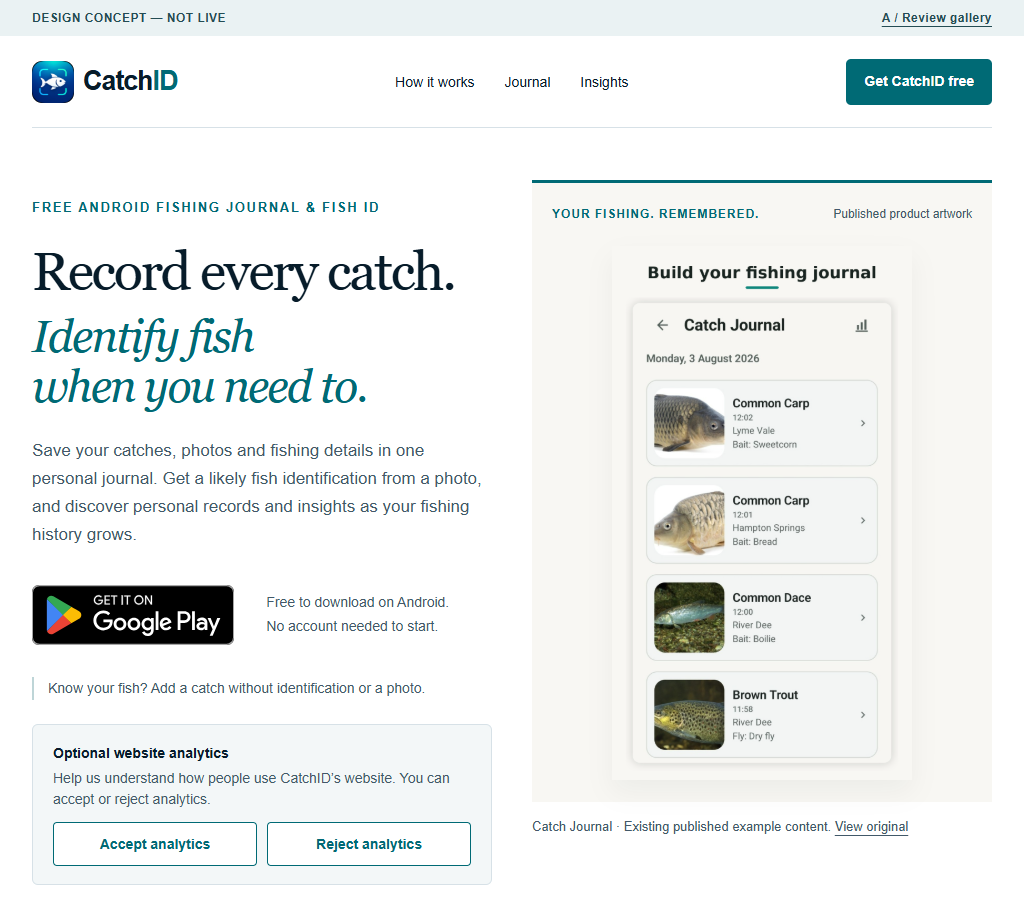 DESIGN CONCEPT — NOT LIVE
A / Review gallery
CatchID
How it works
Journal
Insights
Get CatchID free
FREE ANDROID FISHING JOURNAL & FISH ID
Record every catch.
Identify fish
when you need to.
Save your catches, photos and fishing details in one
personal journal. Get a likely fish identification from a photo,
and discover personal records and insights as your fishing
history grows.
GET IT ON
Google Play
Free to download on Android.
No account needed to start.
Know your fish? Add a catch without identification or a photo.
Optional website analytics
Help us understand how people use CatchID's website. You can
accept or reject analytics.
Accept analytics
Reject analytics
YOUR FISHING. REMEMBERED.
Published product artwork
Build your fishing journal
Catch Journal
Monday, 3 August 2026
Common Carp
12:02
Lyme Vale
Bait: Sweetcorn
Common Carp
12:01
Hampton Springs
Bait: Bread
Common Dace
12:00
River Dee
Bait: Boilie
Brown Trout
11:58
River Dee
Fly: Dry fly
Catch Journal · Existing published example content. View original